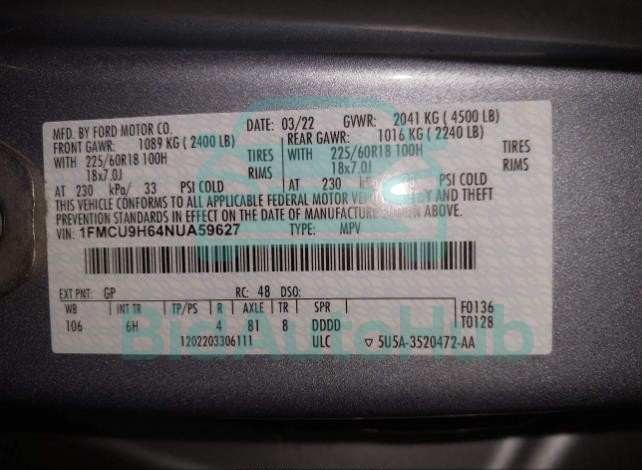 MFD. BY FORD MOTOR CO.
DATE: 03/22
GVWR: 2041 KG ( 4500 LB)
FRONT GAWR: 1089 KG ( 2400 LB)
REAR GAWR: 1016 KG ( 2240 LB)
WITH 225/60R18 100H TIRES
WITH 225/60R18 100H TIRES
18x7.0J RIMS
18x7.0J RIMS
AT 230 kPa/ 33 PSI COLD
AT 230 kPa/ 33 PSI COLD
THIS VEHICLE CONFORMS TO ALL APPLICABLE FEDERAL MOTOR VEHICLE SAFETY AND THEFT
PREVENTION STANDARDS IN EFFECT ON THE DATE OF MANUFACTURE SHOWN ABOVE.
VIN: 1FMCU9H64NUA59627
TYPE: MPV
EXT PNT: GP RC: 48 DSO:
WB INT TR TP/PS R AXLE TR SPR F0136
106 6H 4 81 8 DDDD T0128
1202203306111 ULC ▽ 5U5A-3520472-AA
BidAutoHub